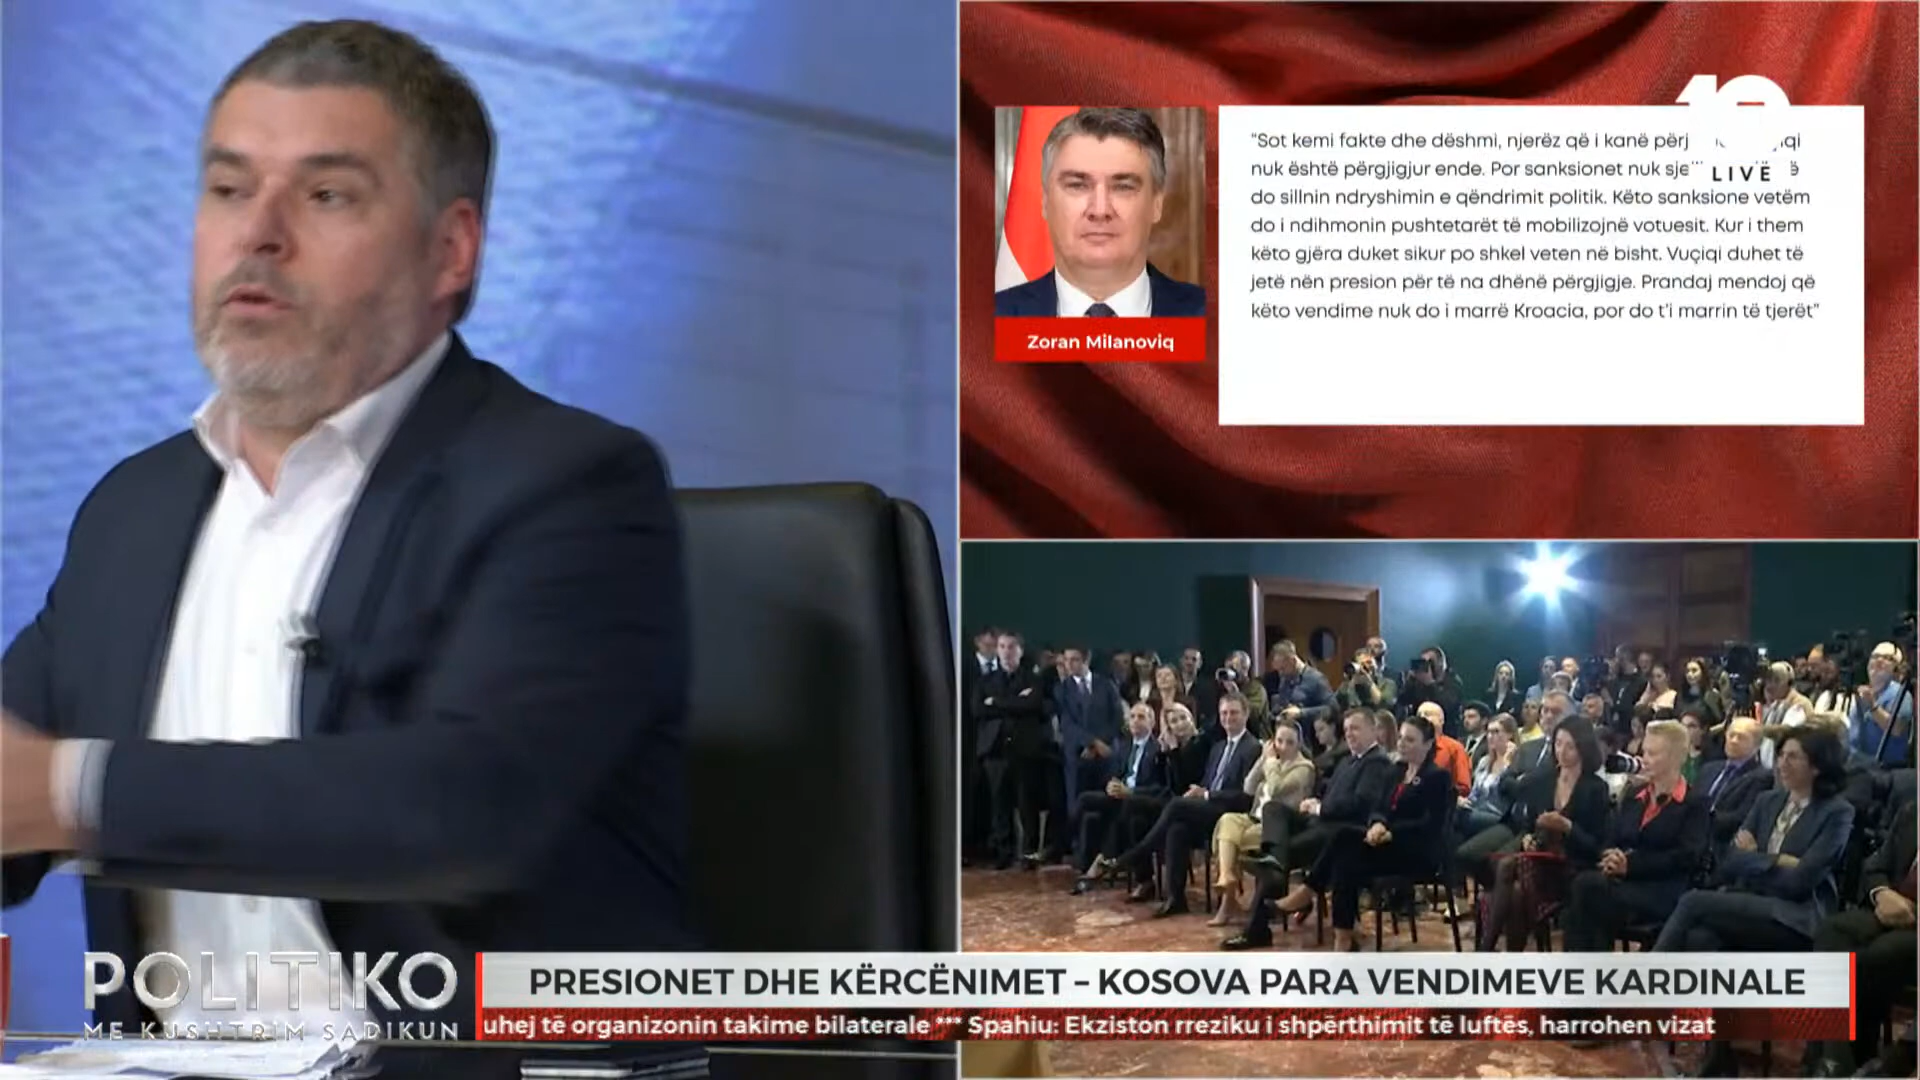 “Sot kemi fakte dhe dëshmi, njerëz që i kanë
nuk është përgjigjur ende. Por sanksionet nuk
do sillnin ndryshimin e qëndrimit politik. Këto sanksione vetëm
do i ndihmonin pushtetarët të mobilizojnë votuesit. Kur i them
këto gjëra duket sikur po shkel veten në bisht. Vuçiqi duhet të
jetë nën presion për të na dhënë përgjigje. Prandaj mendoj që
këto vendime nuk do i marrë Kroacia, por do t’i marrin të tjerët”
10
LIVE
Zoran Milanoviq
POLITIKO
ME KUSHTRIM SADIKUN
PRESIONET DHE KËRCËNIMET – KOSOVA PARA VENDIMEVE KARDINALE
uhej të organizonin takime bilaterale *** Spahiu: Ekziston rreziku i shpërthimit të luftës, harrohen vizat